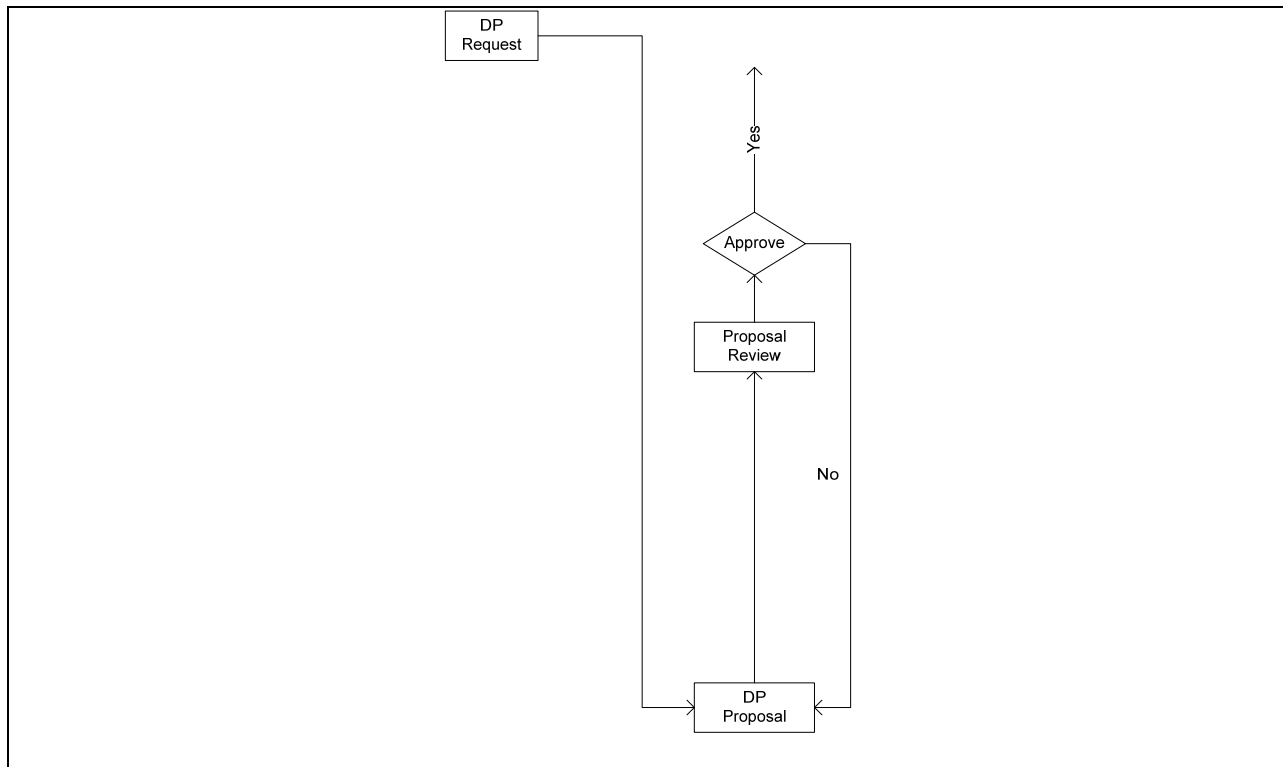 DP
Request
Yes
Approve
Proposal
Review
No
DP
Proposal